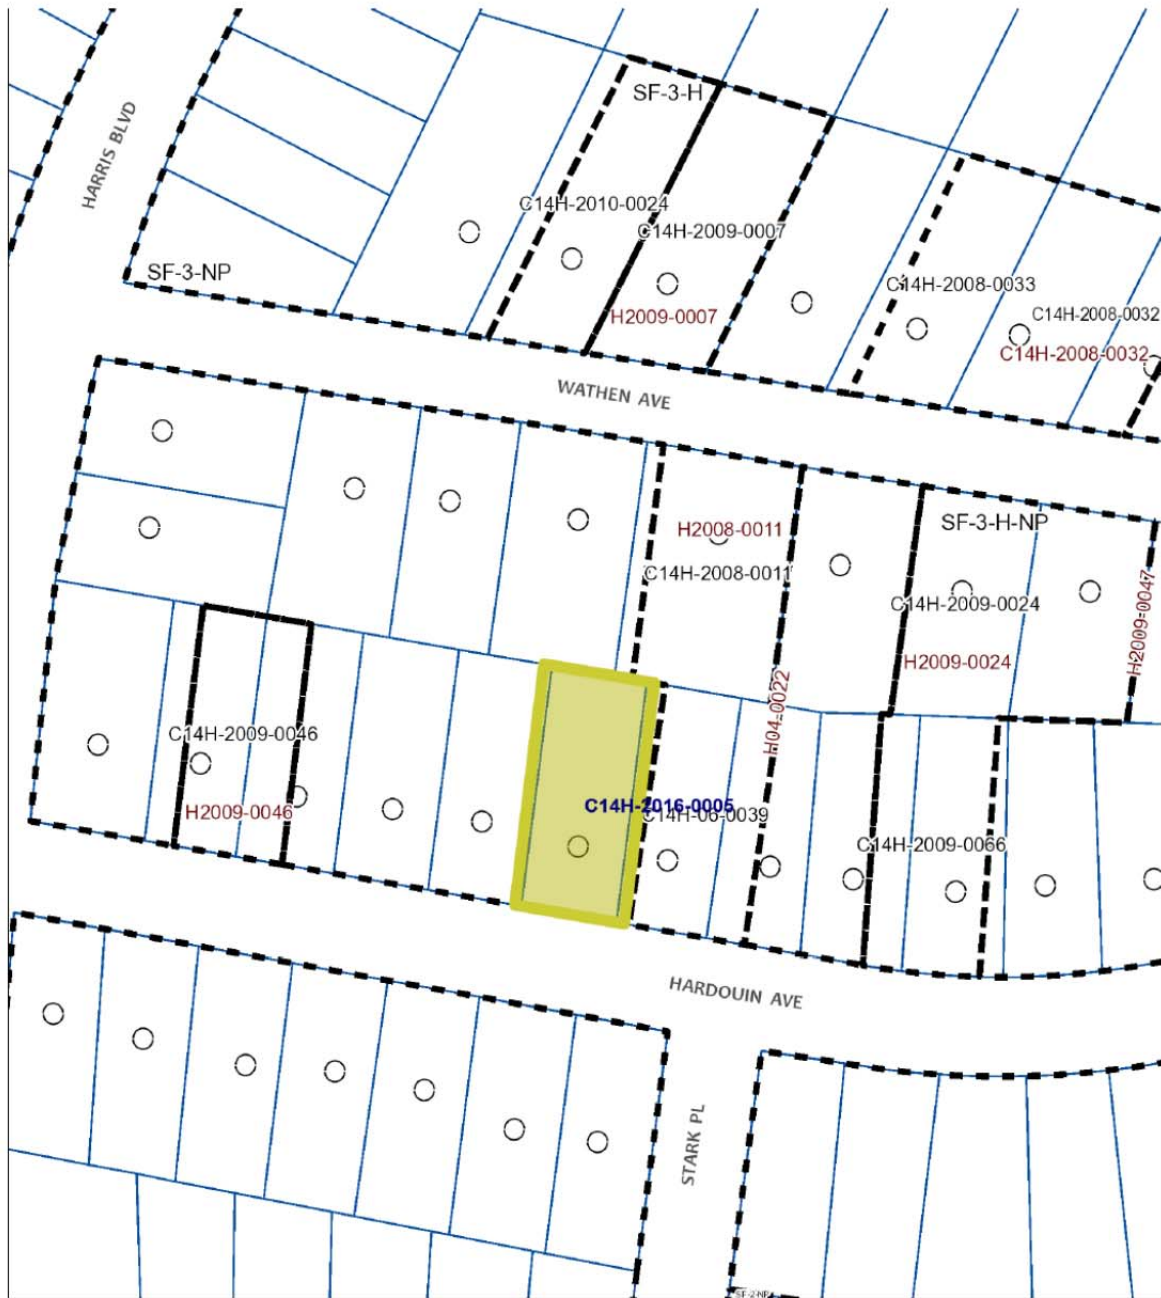 SF-3-H
HARRIS BLVD
C14H-2010-0024
C14H-2009-0007
SF-3-NP
C14H-2008-0033
H2009-0007
C14H-2008-0032
C14H-2008-0032
WATHEN AVE
H2008-0011
SF-3-H-NP
C14H-2008-0011
C14H-2009-0024
H2009-0047
H2009-0024
H04-0022
C14H-2009-0046
H2009-0046
C14H-2016-0005
C14H-06-0039
C14H-2009-0066
HARDOUIN AVE
STARK PL
SF-2-NP